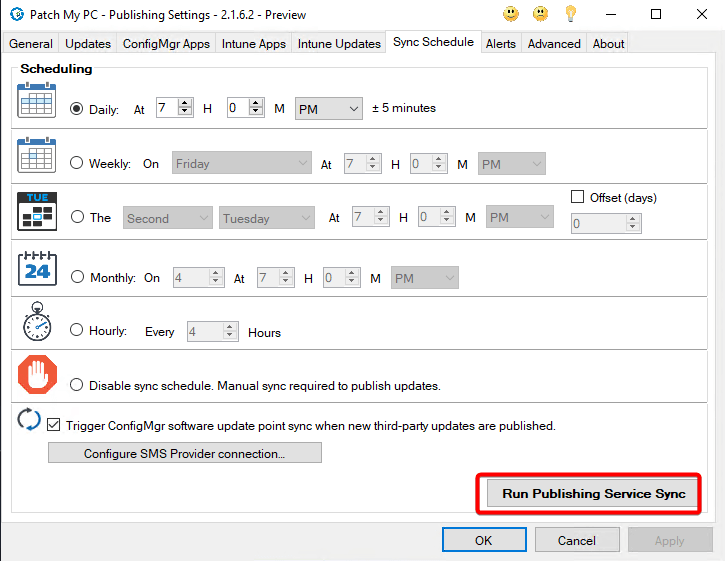 Patch My PC - Publishing Settings - 2.1.6.2 - Preview
General Updates ConfigMgr Apps Intune Apps Intune Updates Sync Schedule Alerts Advanced About
Scheduling
Daily: At 7 H 0 M PM ± 5 minutes
Weekly: On Friday At 7 H 0 M PM
TUE
The Second Tuesday At 7 H 0 M PM
Offset (days)
0
24
Monthly: On 4 At 7 H 0 M PM
Hourly: Every 4 Hours
Disable sync schedule. Manual sync required to publish updates.
Trigger ConfigMgr software update point sync when new third-party updates are published.
Configure SMS Provider connection...
Run Publishing Service Sync
OK Cancel Apply